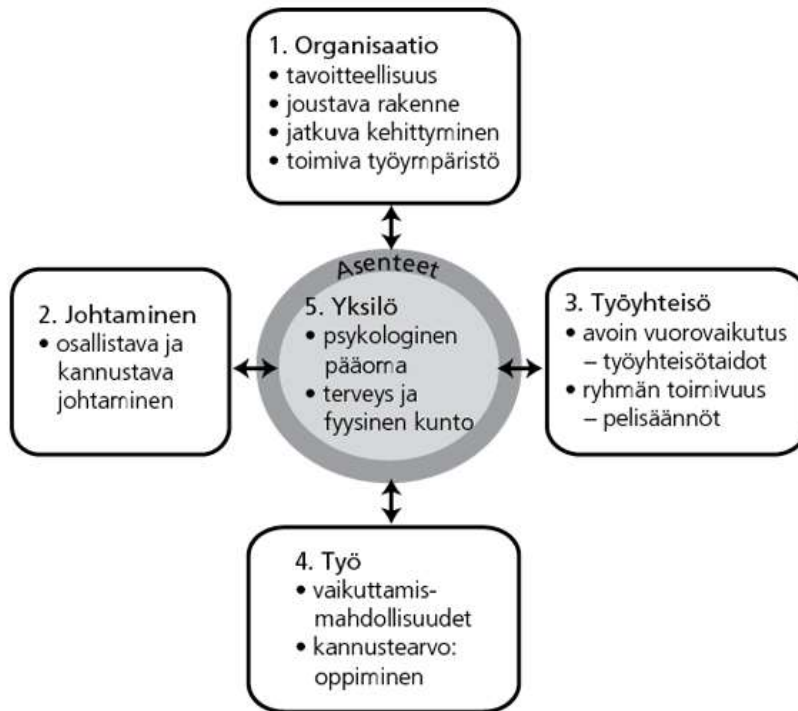 1. Organisaatio
• tavoitteellisuus
• joustava rakenne
• jatkuva kehittyminen
• toimiva työympäristö
Asenteet
2. Johtaminen
• osallistava ja
kannustava
johtaminen
5. Yksilö
• psykologinen
pääoma
• terveys ja
fyysinen kunto
3. Työyhteisö
• avoin vuorovaikutus
– työyhteisötaidot
• ryhmän toimivuus
– pelisäännöt
4. Työ
• vaikuttamis-
mahdollisuudet
• kannustearvo:
oppiminen